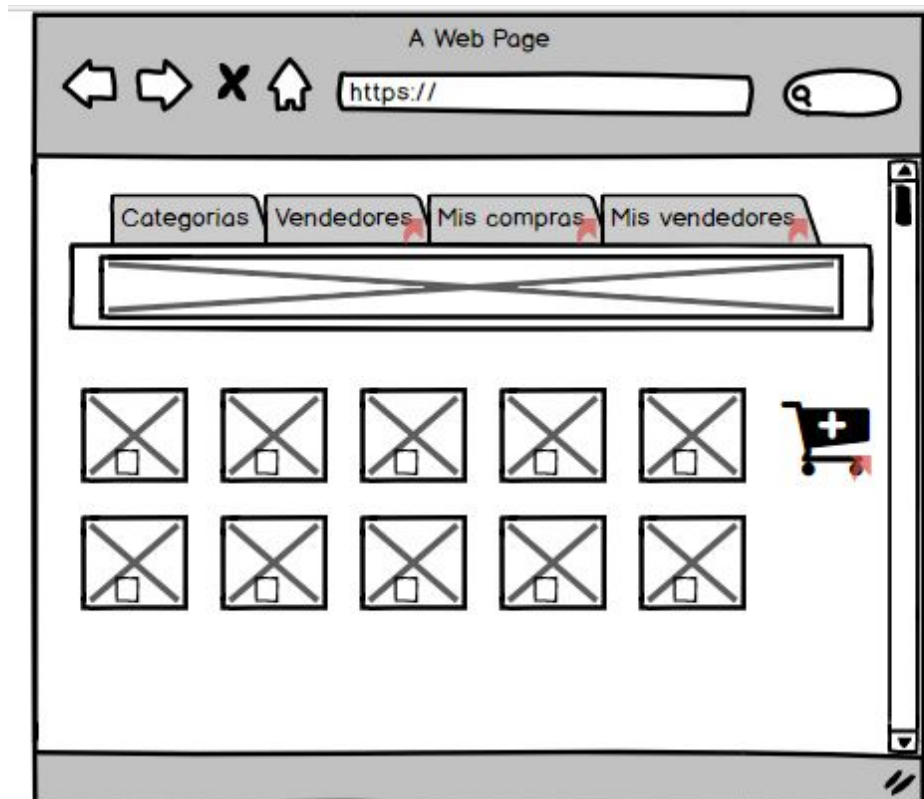 A Web Page
https://
Categorias Vendedores Mis compras Mis vendedores